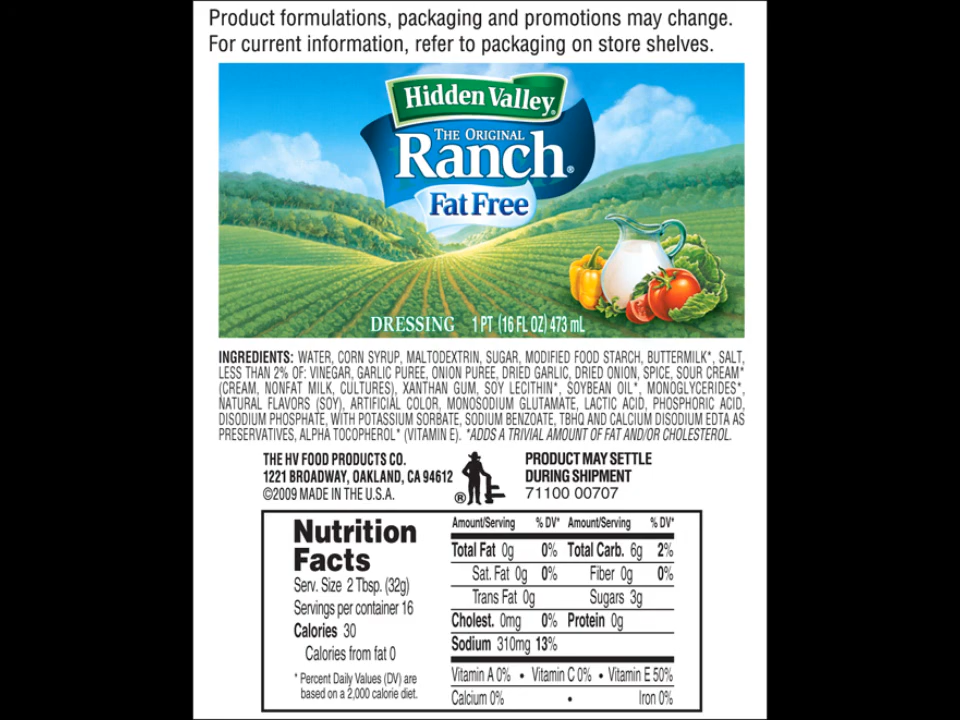 Product formulations, packaging and promotions may change.
For current information, refer to packaging on store shelves.
Hidden Valley®
THE ORIGINAL
Ranch®
Fat Free
DRESSING 1 PT (16 FL OZ) 473 mL
INGREDIENTS: WATER, CORN SYRUP, MALTODEXTRIN, SUGAR, MODIFIED FOOD STARCH, BUTTERMILK*, SALT,
LESS THAN 2% OF: VINEGAR, GARLIC PUREE, ONION PUREE, DRIED GARLIC, DRIED ONION, SPICE, SOUR CREAM*
(CREAM, NONFAT MILK, CULTURES), XANTHAN GUM, SOY LECITHIN*, SOYBEAN OIL*, MONOGLYCERIDES*,
NATURAL FLAVORS (SOY), ARTIFICIAL COLOR, MONOSODIUM GLUTAMATE, LACTIC ACID, PHOSPHORIC ACID,
DISODIUM PHOSPHATE, WITH POTASSIUM SORBATE, SODIUM BENZOATE, TBHQ AND CALCIUM DISODIUM EDTA AS
PRESERVATIVES, ALPHA TOCOPHEROL* (VITAMIN E). *ADDS A TRIVIAL AMOUNT OF FAT AND/OR CHOLESTEROL.
THE HV FOOD PRODUCTS CO.
1221 BROADWAY, OAKLAND, CA 94612
©2009 MADE IN THE U.S.A.
®
PRODUCT MAY SETTLE
DURING SHIPMENT
71100 00707
Nutrition
Facts
Serv. Size 2 Tbsp. (32g)
Servings per container 16
Calories 30
Calories from fat 0
* Percent Daily Values (DV) are
based on a 2,000 calorie diet.
Amount/Serving % DV* Amount/Serving % DV*
Total Fat 0g 0% Total Carb. 6g 2%
Sat. Fat 0g 0% Fiber 0g 0%
Trans Fat 0g Sugars 3g
Cholest. 0mg 0% Protein 0g
Sodium 310mg 13%
Vitamin A 0% • Vitamin C 0% • Vitamin E 50%
Calcium 0% • Iron 0%